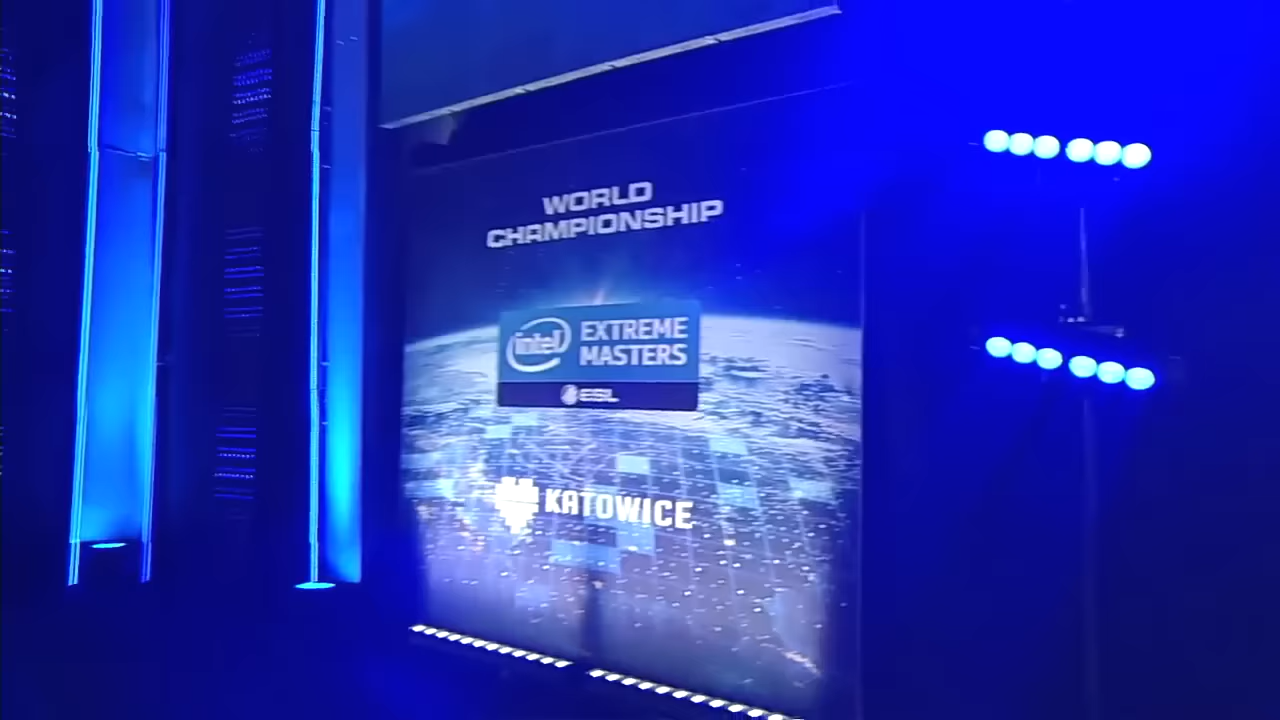 WORLD
CHAMPIONSHIP
intel EXTREME
MASTERS
ESL
KATOWICE